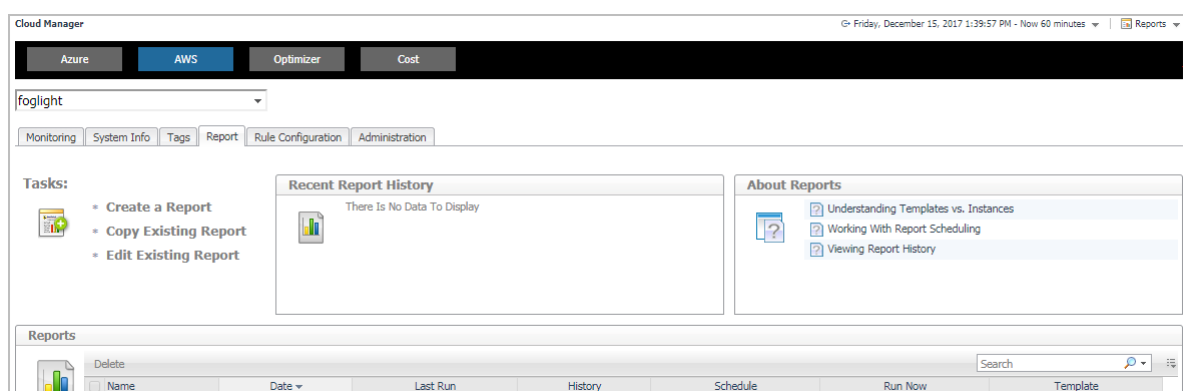 Cloud Manager
Friday, December 15, 2017 1:39:57 PM - Now 60 minutes
Reports
Azure AWS Optimizer Cost
foglight
Monitoring System Info Tags Report Rule Configuration Administration
Tasks:
Create a Report
Copy Existing Report
Edit Existing Report
Recent Report History
There Is No Data To Display
About Reports
Understanding Templates vs. Instances
Working With Report Scheduling
Viewing Report History
Reports
Delete Search
Name Date Last Run History Schedule Run Now Template